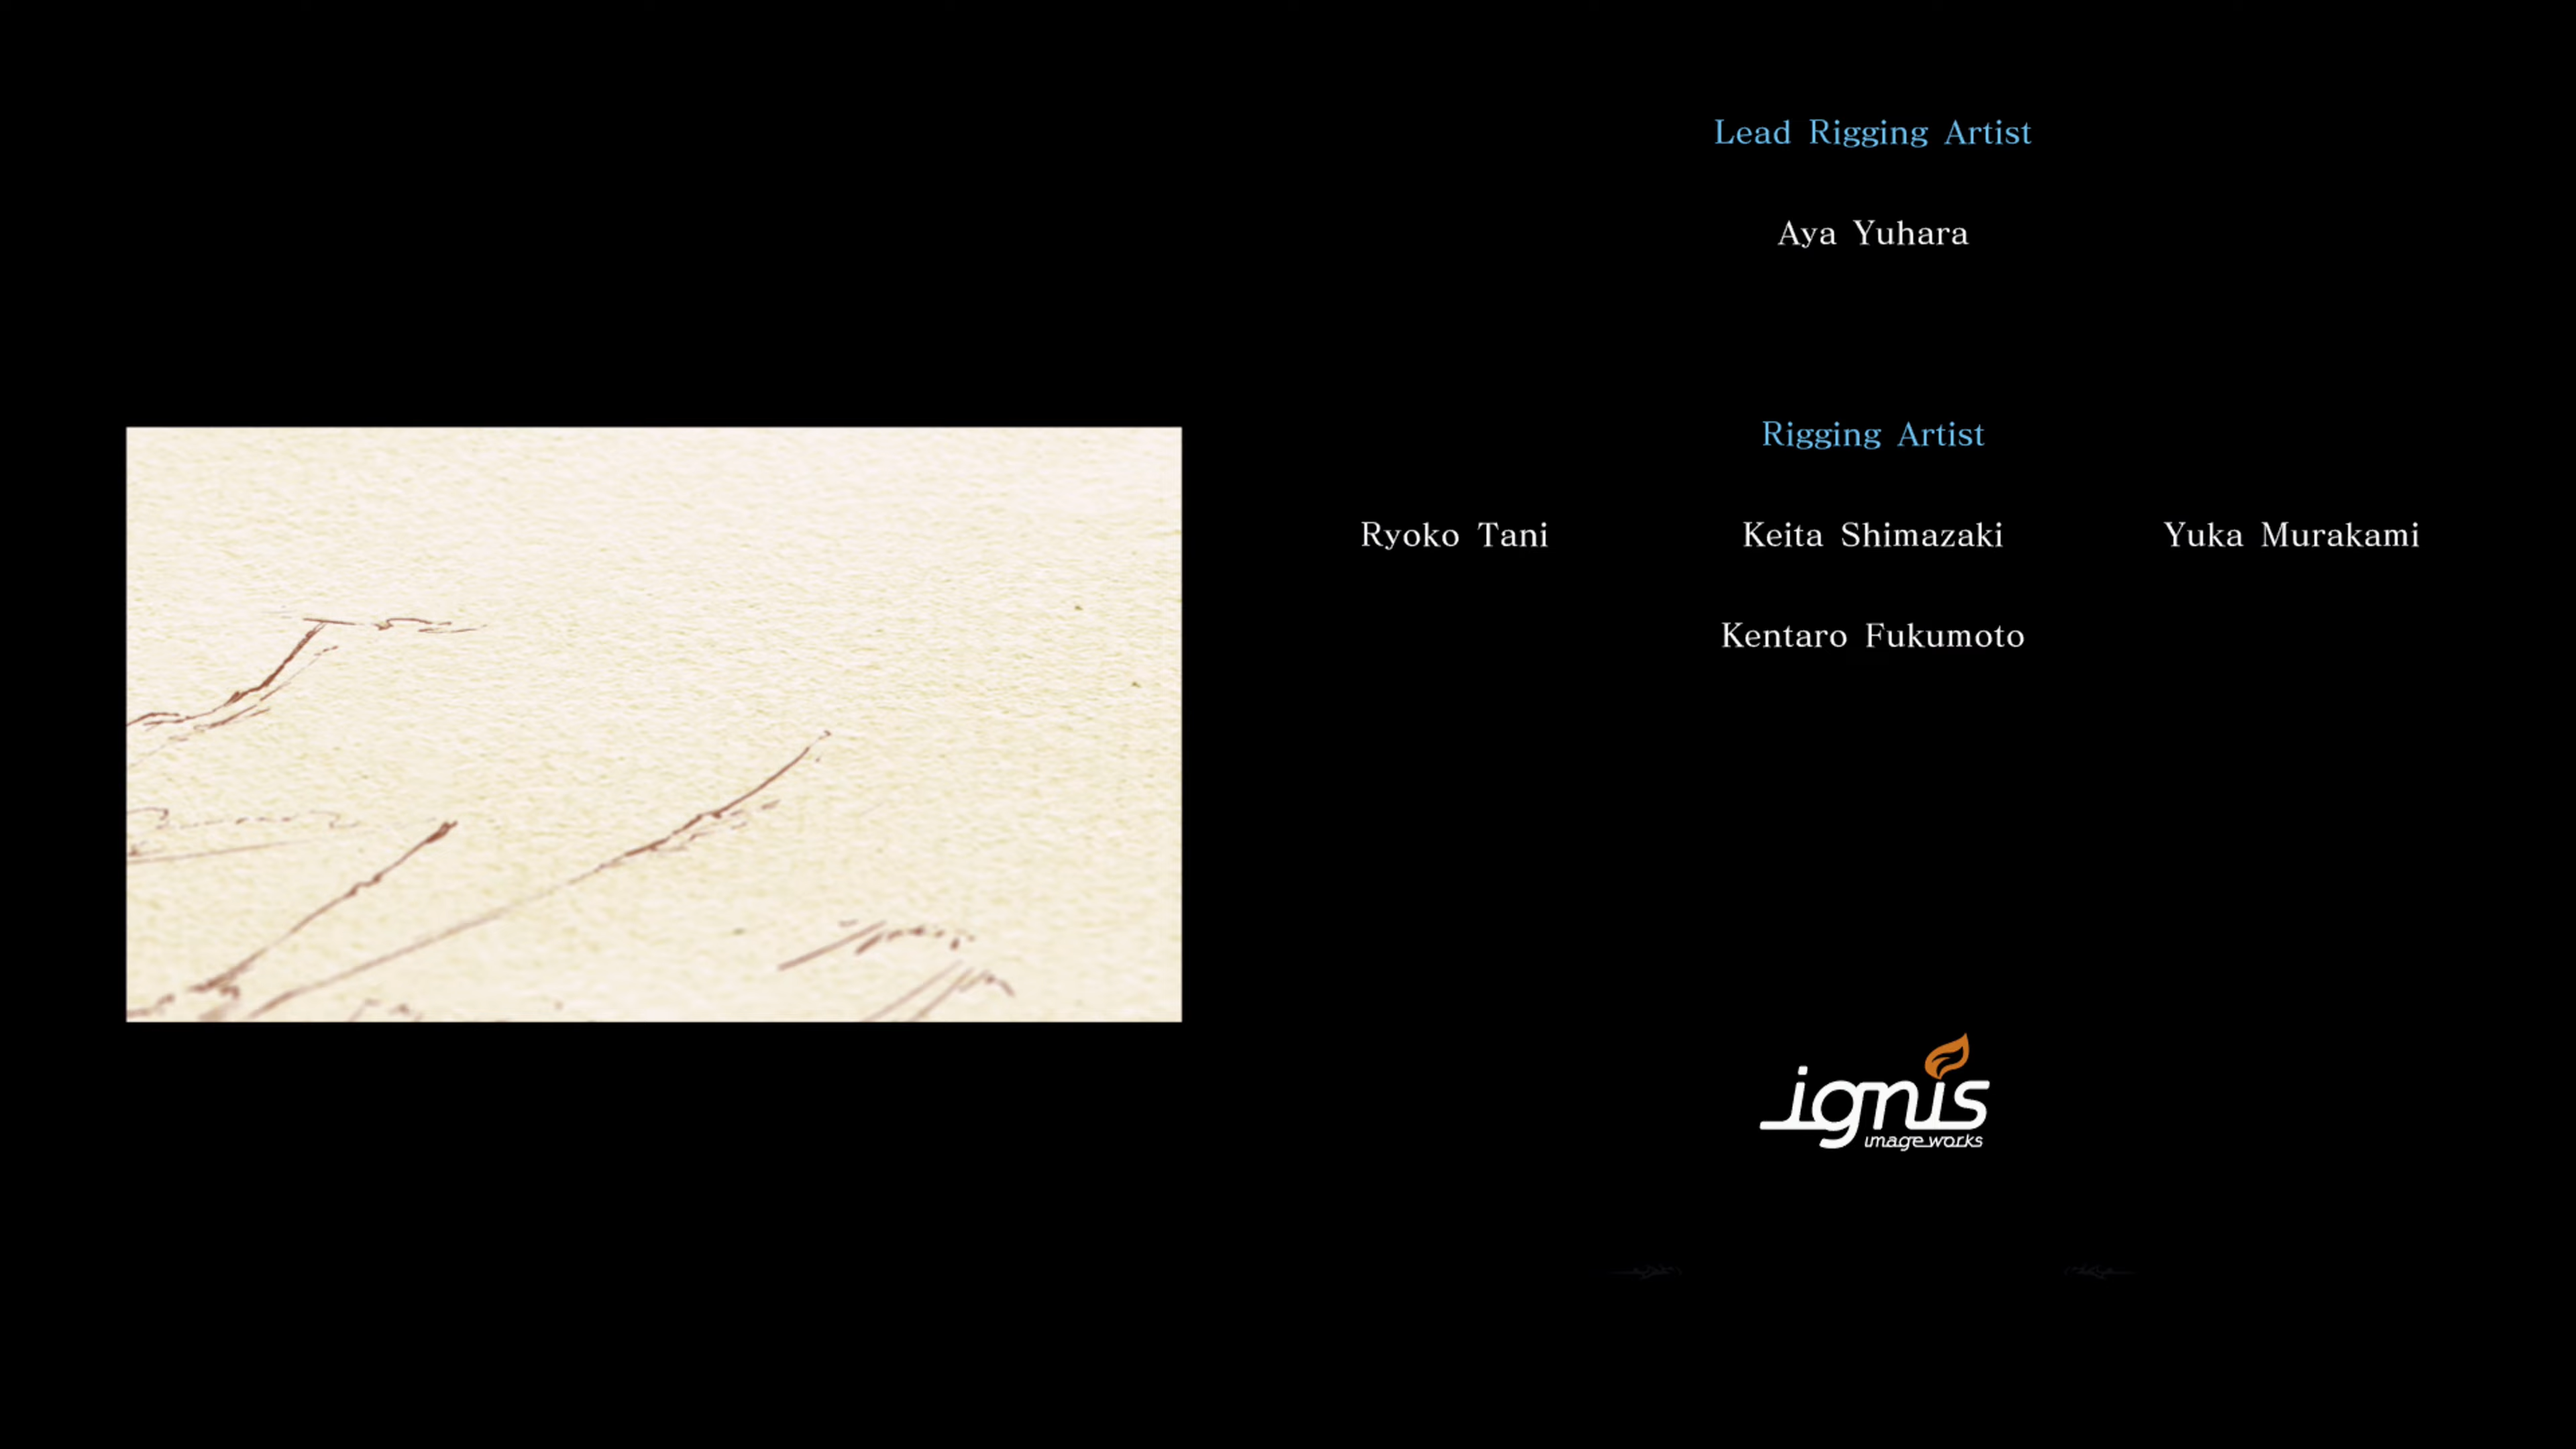 Lead Rigging Artist
Aya Yuhara
Rigging Artist
Ryoko Tani Keita Shimazaki Yuka Murakami
Kentaro Fukumoto
ignis
image works